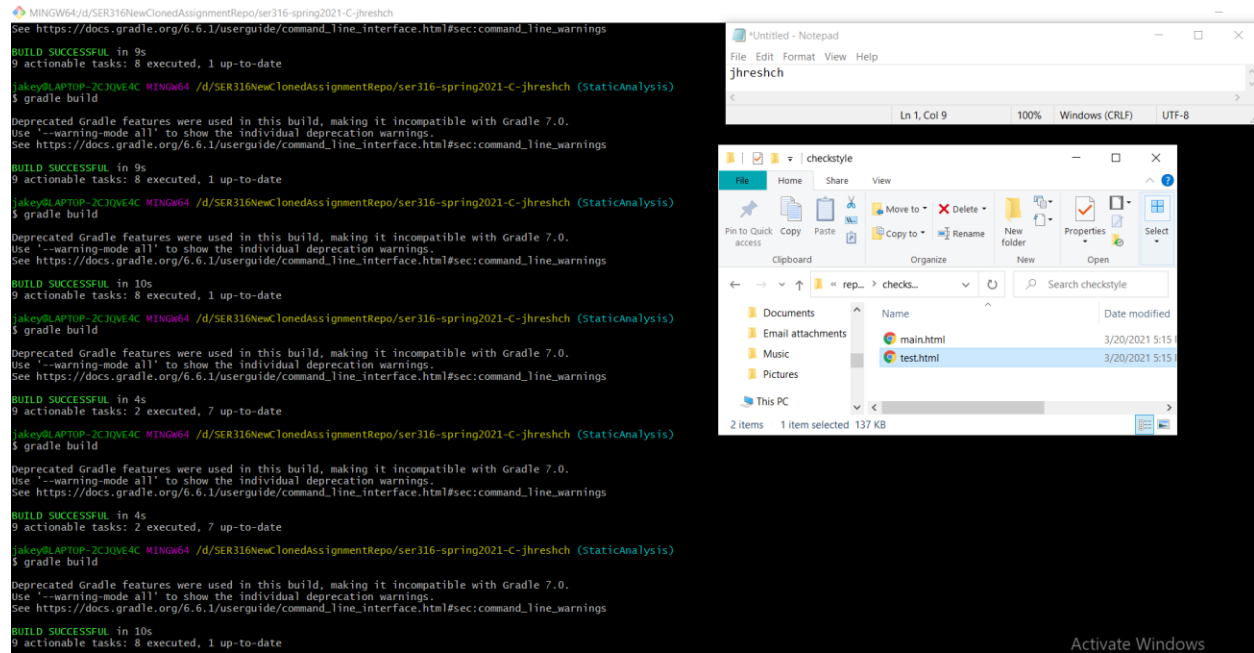 MINGW64:/d/SER316NewClonedAssignmentRepo/ser316-spring2021-C-jhreshch
See https://docs.gradle.org/6.6.1/userguide/command_line_interface.html#sec:command_line_warnings
BUILD SUCCESSFUL in 9s
9 actionable tasks: 8 executed, 1 up-to-date
jakey@LAPTOP-2CJQVE4C MINGW64 /d/SER316NewClonedAssignmentRepo/ser316-spring2021-C-jhreshch (StaticAnalysis)
$ gradle build
Deprecated Gradle features were used in this build, making it incompatible with Gradle 7.0.
Use '--warning-mode all' to show the individual deprecation warnings.
See https://docs.gradle.org/6.6.1/userguide/command_line_interface.html#sec:command_line_warnings
BUILD SUCCESSFUL in 9s
9 actionable tasks: 8 executed, 1 up-to-date
jakey@LAPTOP-2CJQVE4C MINGW64 /d/SER316NewClonedAssignmentRepo/ser316-spring2021-C-jhreshch (StaticAnalysis)
$ gradle build
Deprecated Gradle features were used in this build, making it incompatible with Gradle 7.0.
Use '--warning-mode all' to show the individual deprecation warnings.
See https://docs.gradle.org/6.6.1/userguide/command_line_interface.html#sec:command_line_warnings
BUILD SUCCESSFUL in 10s
9 actionable tasks: 8 executed, 1 up-to-date
jakey@LAPTOP-2CJQVE4C MINGW64 /d/SER316NewClonedAssignmentRepo/ser316-spring2021-C-jhreshch (StaticAnalysis)
$ gradle build
Deprecated Gradle features were used in this build, making it incompatible with Gradle 7.0.
Use '--warning-mode all' to show the individual deprecation warnings.
See https://docs.gradle.org/6.6.1/userguide/command_line_interface.html#sec:command_line_warnings
BUILD SUCCESSFUL in 4s
9 actionable tasks: 2 executed, 7 up-to-date
jakey@LAPTOP-2CJQVE4C MINGW64 /d/SER316NewClonedAssignmentRepo/ser316-spring2021-C-jhreshch (StaticAnalysis)
$ gradle build
Deprecated Gradle features were used in this build, making it incompatible with Gradle 7.0.
Use '--warning-mode all' to show the individual deprecation warnings.
See https://docs.gradle.org/6.6.1/userguide/command_line_interface.html#sec:command_line_warnings
BUILD SUCCESSFUL in 4s
9 actionable tasks: 2 executed, 7 up-to-date
jakey@LAPTOP-2CJQVE4C MINGW64 /d/SER316NewClonedAssignmentRepo/ser316-spring2021-C-jhreshch (StaticAnalysis)
$ gradle build
Deprecated Gradle features were used in this build, making it incompatible with Gradle 7.0.
Use '--warning-mode all' to show the individual deprecation warnings.
See https://docs.gradle.org/6.6.1/userguide/command_line_interface.html#sec:command_line_warnings
BUILD SUCCESSFUL in 10s
9 actionable tasks: 8 executed, 1 up-to-date
*Untitled - Notepad
File Edit Format View Help
jhreshch
Ln 1, Col 9 100% Windows (CRLF) UTF-8
checkstyle
File Home Share View
Pin to Quick access
Copy
Paste
Move to
Copy to
Delete
Rename
New folder
Properties
Select
Clipboard Organize New Open
« rep... > checks... Search checkstyle
Documents
Email attachments
Music
Pictures
This PC
Name Date modified
main.html 3/20/2021 5:15
test.html 3/20/2021 5:15
2 items 1 item selected 137 KB
Activate Windows